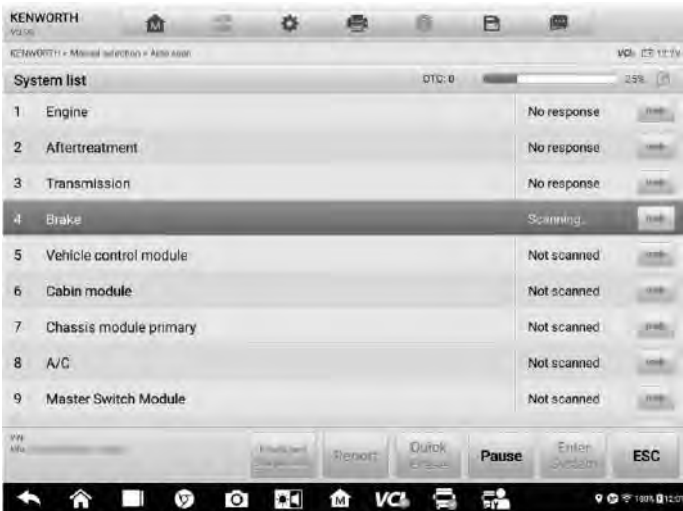 KENWORTH
KENWORTH > Manual selection > Auto scan
VCI
System list
DTC: 0
25%
1 Engine No response
2 Aftertreatment No response
3 Transmission No response
4 Brake Scanning..
5 Vehicle control module Not scanned
6 Cabin module Not scanned
7 Chassis module primary Not scanned
8 A/C Not scanned
9 Master Switch Module Not scanned
Report
Quick Erase
Pause
Enter System
ESC
M VCI
100%